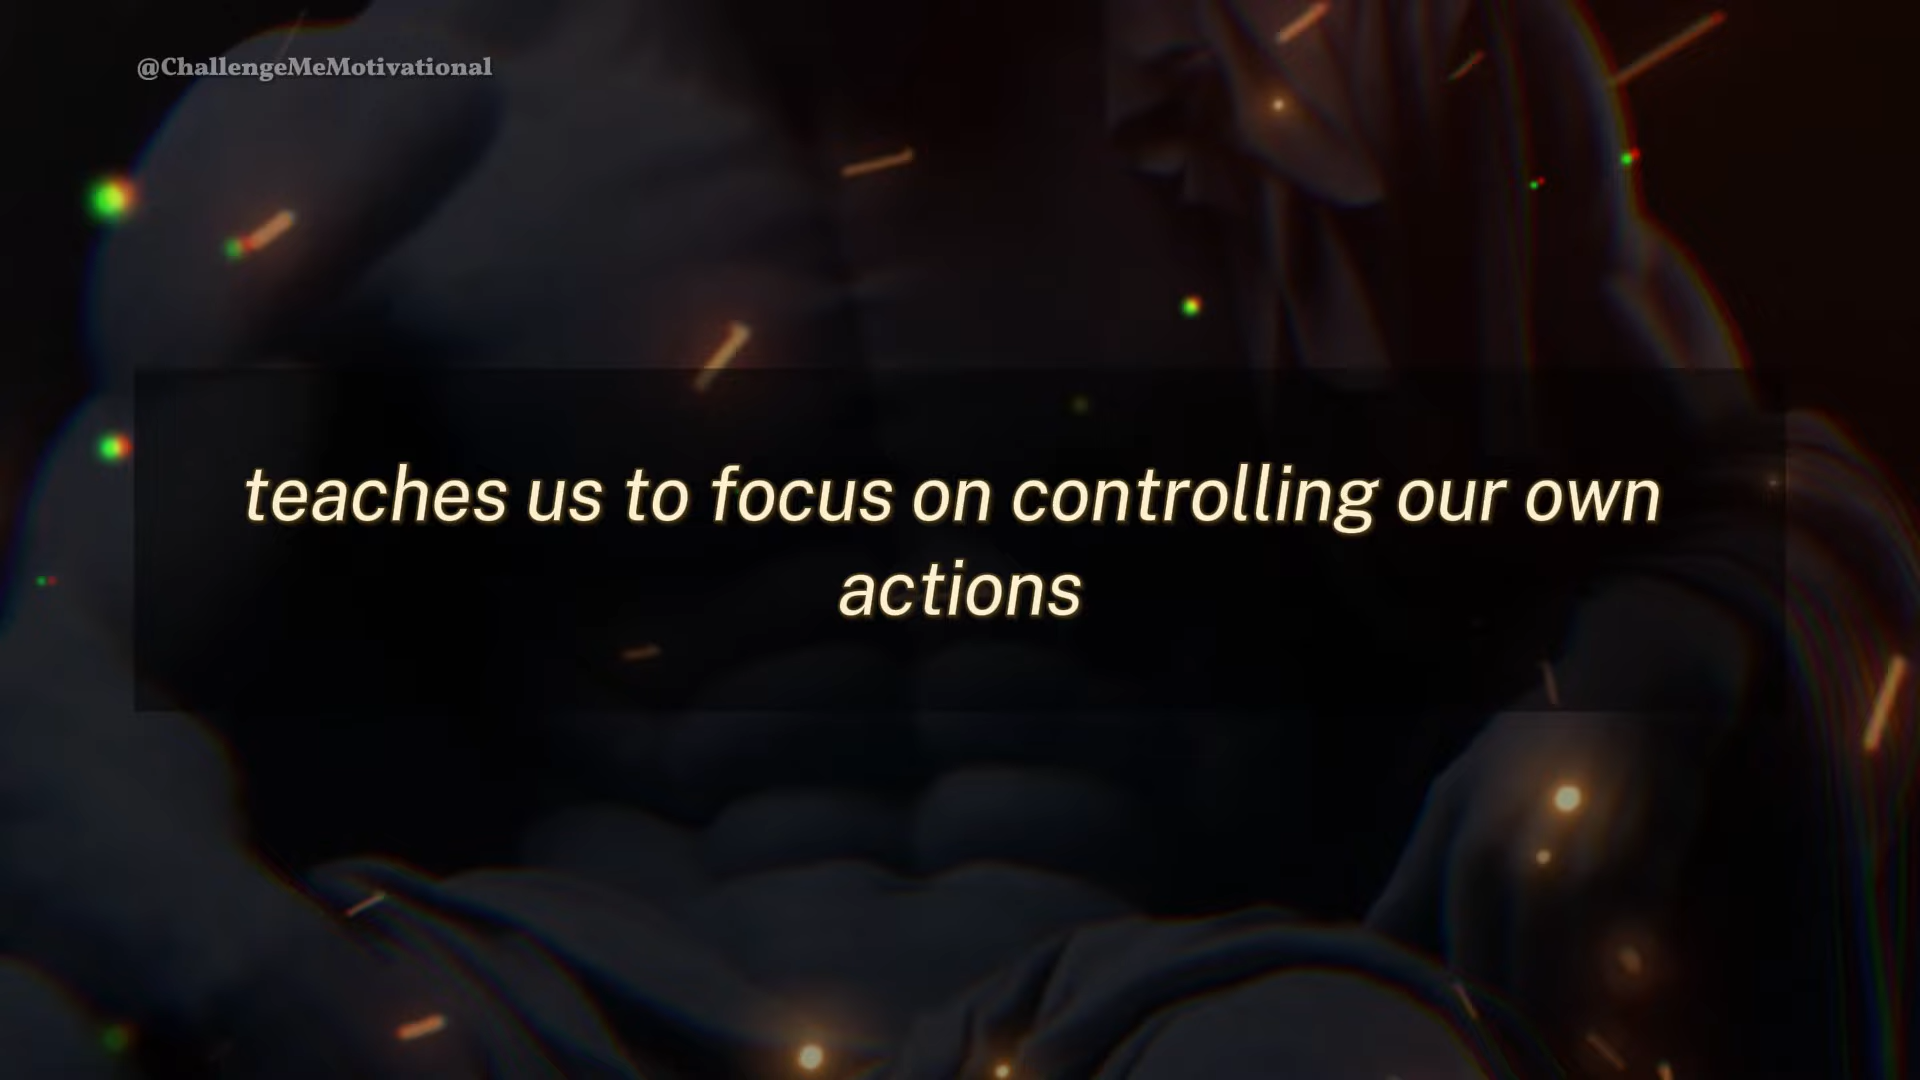 @ChallengeMeMotivational
teaches us to focus on controlling our own
actions